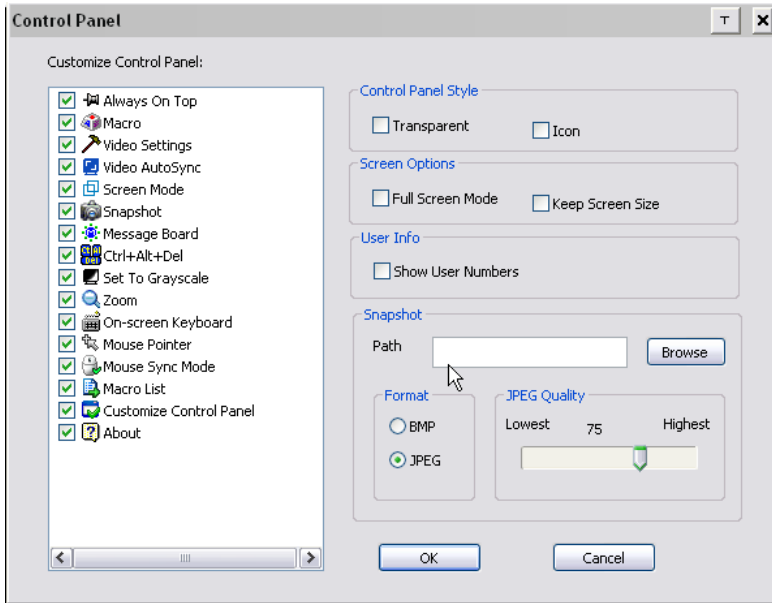 Control Panel
T X
Customize Control Panel:
Always On Top
Macro
Video Settings
Video AutoSync
Screen Mode
Snapshot
Message Board
Ctrl+Alt+Del
Set To Grayscale
Zoom
On-screen Keyboard
Mouse Pointer
Mouse Sync Mode
Macro List
Customize Control Panel
About
Control Panel Style
Transparent Icon
Screen Options
Full Screen Mode Keep Screen Size
User Info
Show User Numbers
Snapshot
Path Browse
Format
BMP
JPEG
JPEG Quality
Lowest 75 Highest
OK Cancel